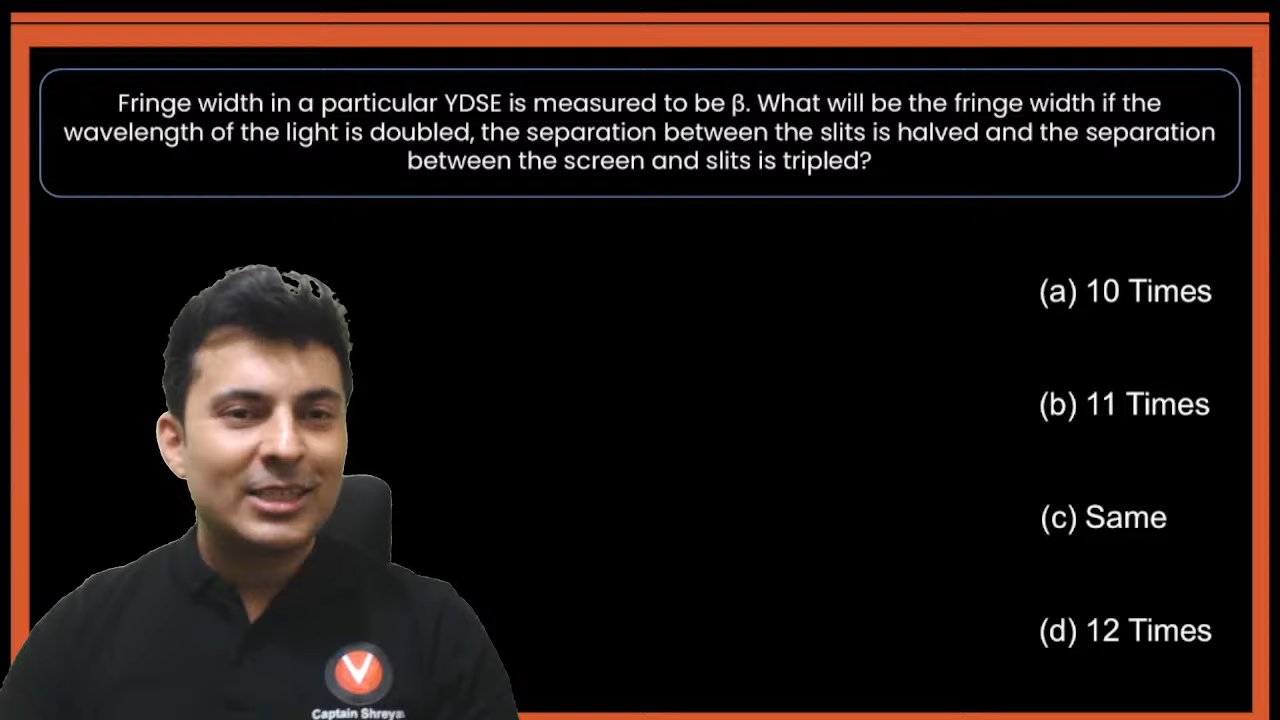 Fringe width in a particular YDSE is measured to be β. What will be the fringe width if the
wavelength of the light is doubled, the separation between the slits is halved and the separation
between the screen and slits is tripled?
(a) 10 Times
(b) 11 Times
(c) Same
(d) 12 Times
V
Captain Shreyas